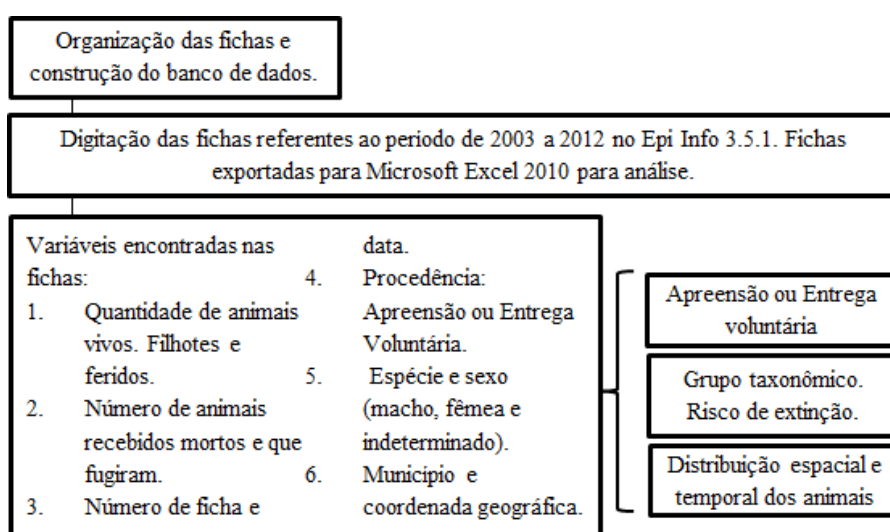 Organização das fichas e
construção do banco de dados.
Digitação das fichas referentes ao periodo de 2003 a 2012 no Epi Info 3.5.1. Fichas
exportadas para Microsoft Excel 2010 para análise.
Variáveis encontradas nas
fichas:
1. Quantidade de animais
vivos. Filhotes e
feridos.
2. Número de animais
recebidos mortos e que
fugiram.
3. Número de ficha e
data.
4. Procedência:
Apreensão ou Entrega
Voluntária.
5. Espécie e sexo
(macho, fêmea e
indeterminado).
6. Município e
coordenada geográfica.
Apreensão ou Entrega
voluntária
Grupo taxonômico.
Risco de extinção.
Distribuição espacial e
temporal dos animais